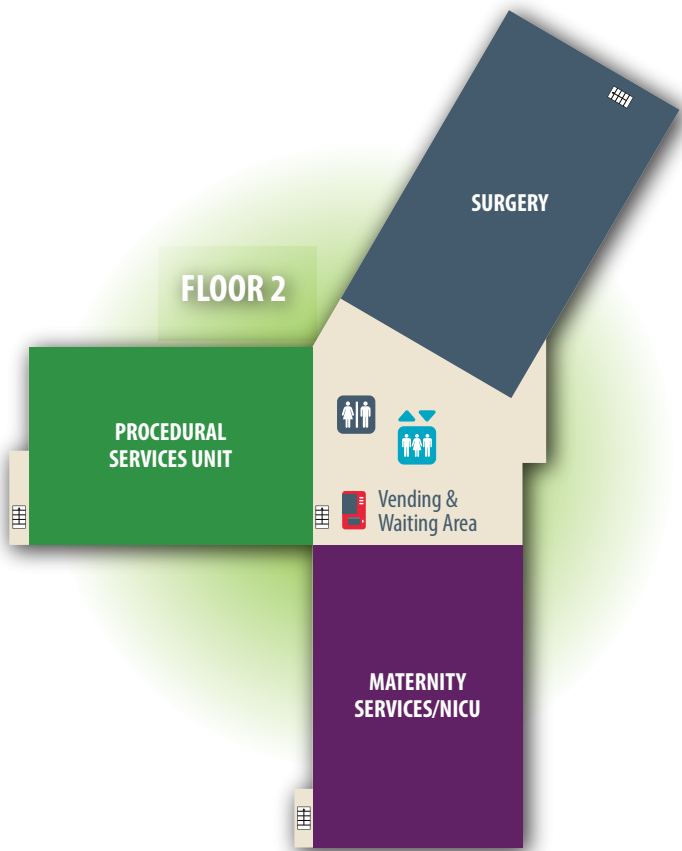 SURGERY
FLOOR 2
PROCEDURAL
SERVICES UNIT
Vending &
Waiting Area
MATERNITY
SERVICES/NICU